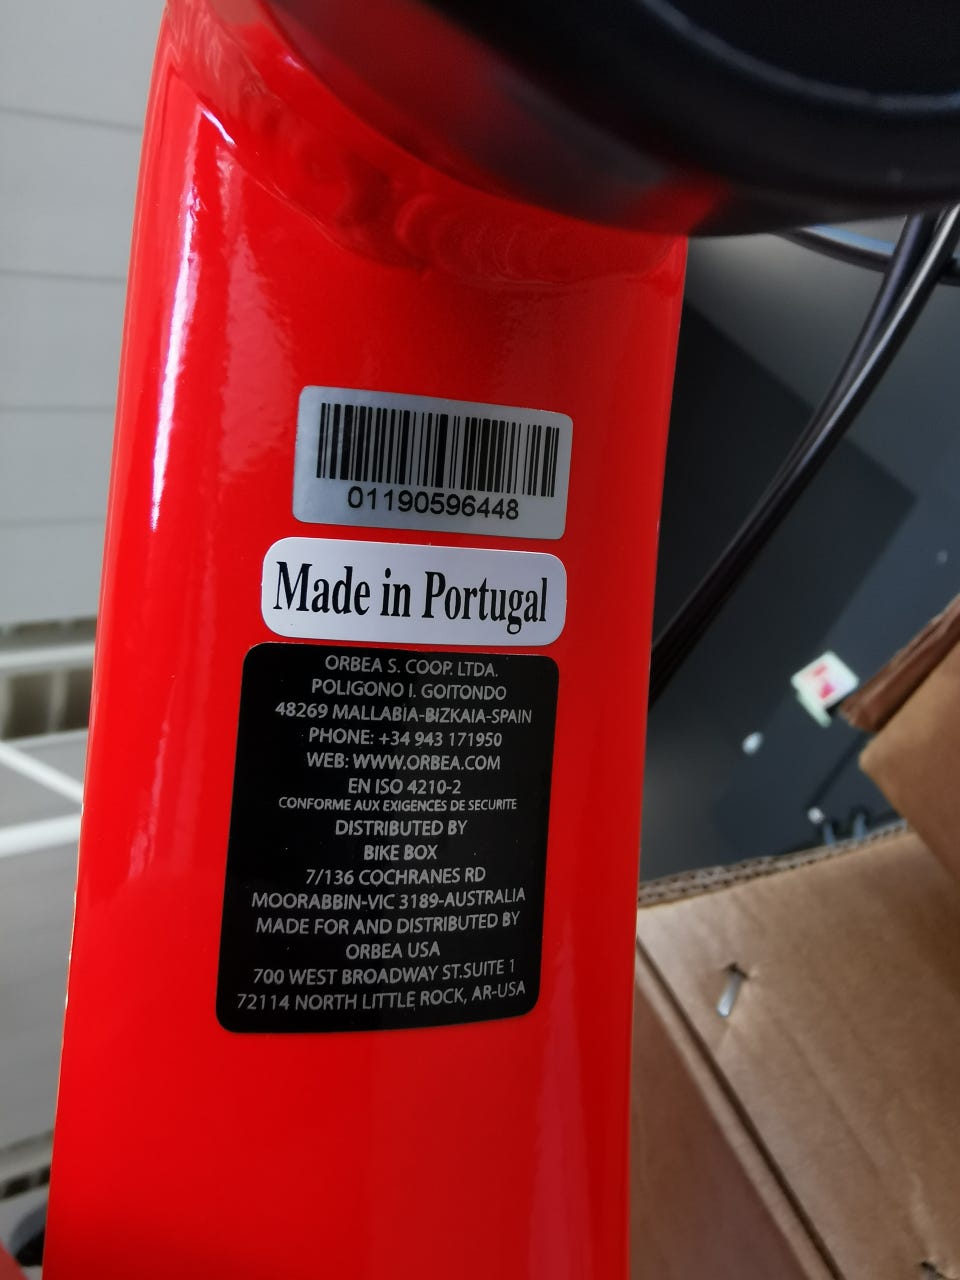 01190596448
Made in Portugal
ORBEA S. COOP. LTDA.
POLIGONO I. GOITONDO
48269 MALLABIA-BIZKAIA-SPAIN
PHONE: +34 943 171950
WEB: WWW.ORBEA.COM
EN ISO 4210-2
CONFORME AUX EXIGENCES DE SECURITE
DISTRIBUTED BY
BIKE BOX
7/136 COCHRANES RD
MOORABBIN-VIC 3189-AUSTRALIA
MADE FOR AND DISTRIBUTED BY
ORBEA USA
700 WEST BROADWAY ST.SUITE 1
72114 NORTH LITTLE ROCK, AR-USA